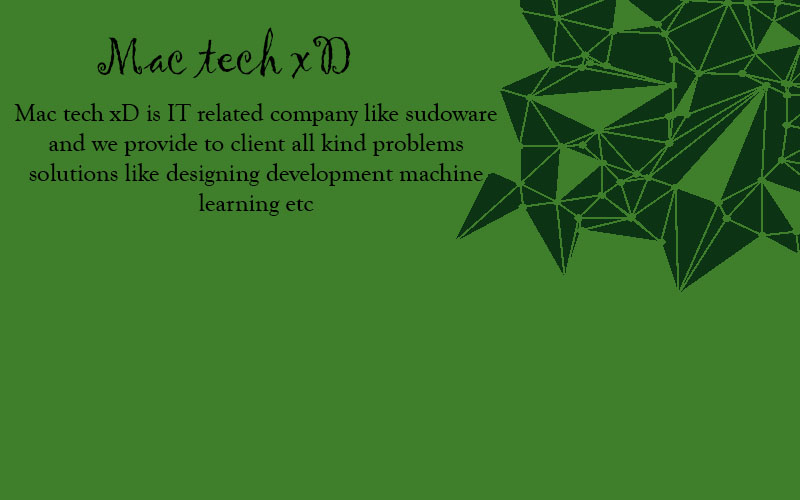 Mac tech xD
Mac tech xD is IT related company like sudoware
and we provide to client all kind problems
solutions like designing development machine
learning etc